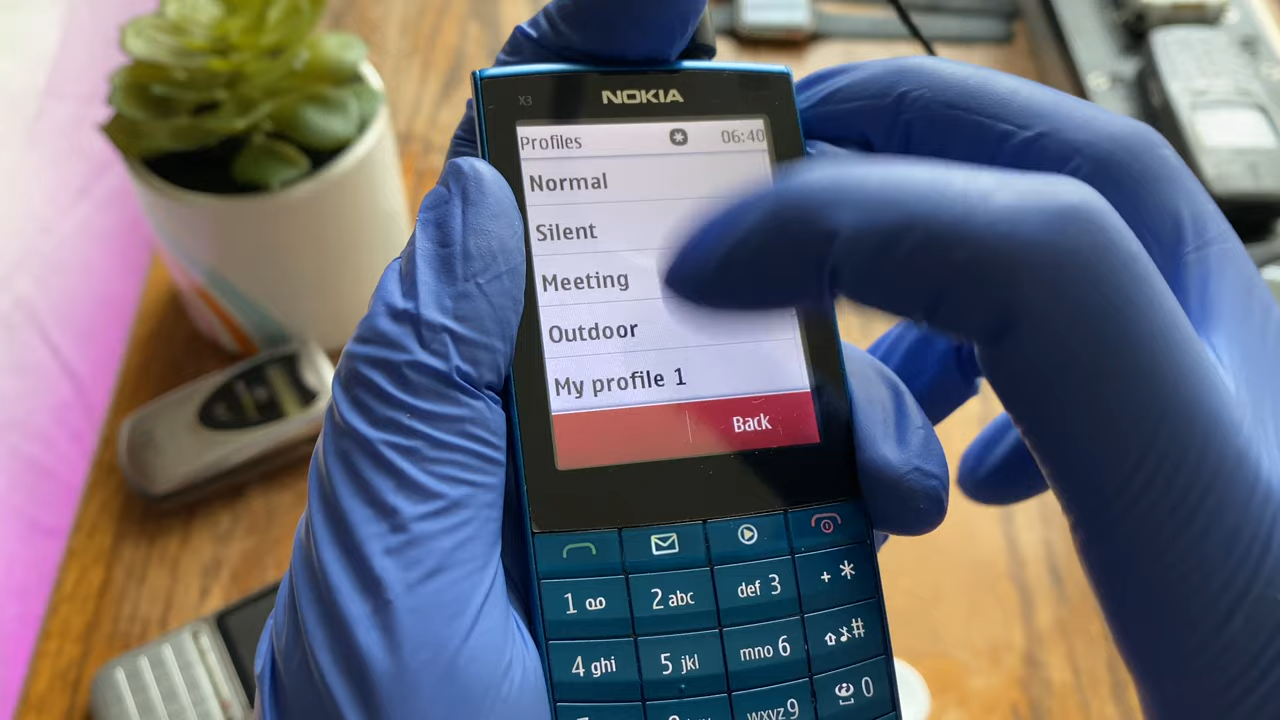 X3 NOKIA
Profiles 06:40
Normal
Silent
Meeting
Outdoor
My profile 1
Back
1 2 abc def 3 + *
4 ghi 5 jkl mno 6 #
wxyz 9 0